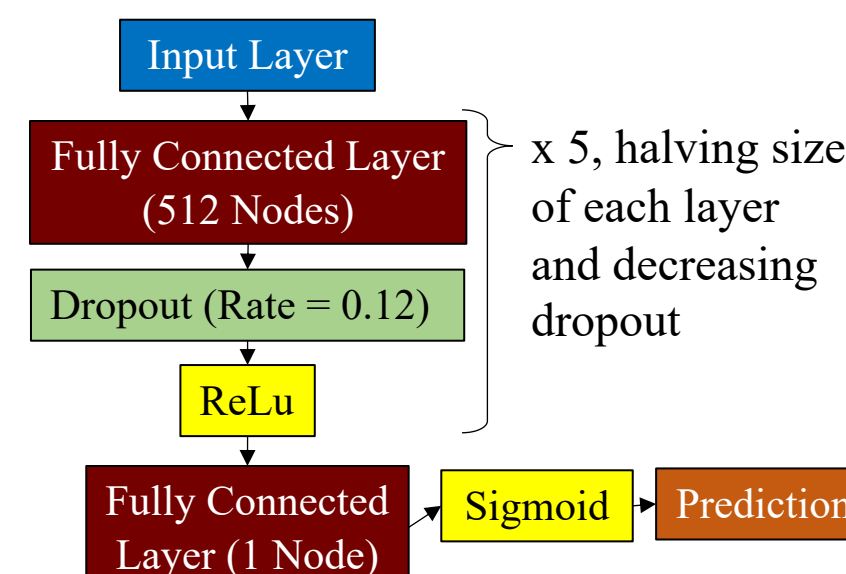 Input Layer
Fully Connected Layer
(512 Nodes)
x 5, halving size
of each layer
and decreasing
dropout
Dropout (Rate = 0.12)
ReLu
Fully Connected
Layer (1 Node)
Sigmoid
Prediction